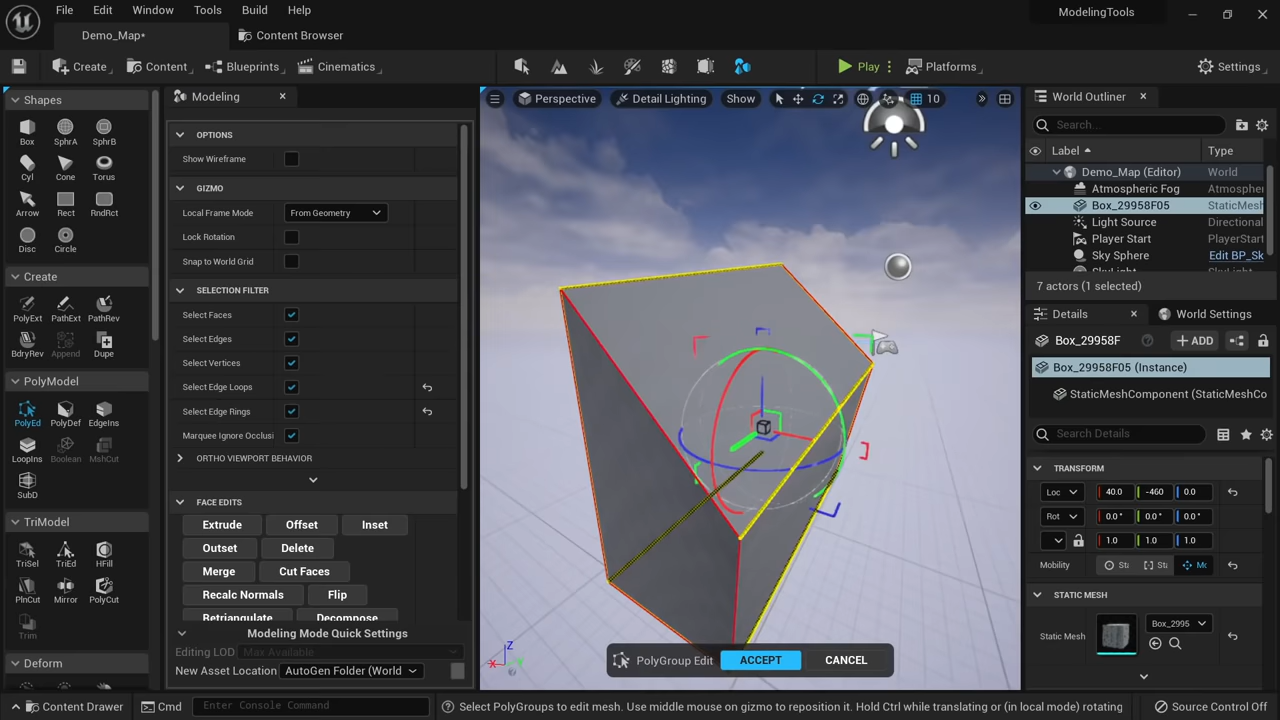 File Edit Window Tools Build Help
ModelingTools
Demo_Map*
Content Browser
Create
Content
Blueprints
Cinematics
Play
Platforms
Settings
Shapes
Box SphrA SphrB
Cyl Cone Torus
Arrow Rect RndRct
Disc Circle
Create
PolyExt PathExt PathRev
BdryRev Append Dupe
PolyModel
PolyEd PolyDef EdgeIns
LoopIns Boolean MshCut
SubD
TriModel
TriSel TriEd HFill
PlnCut Mirror PolyCut
Trim
Deform
Modeling
OPTIONS
Show Wireframe
GIZMO
Local Frame Mode From Geometry
Lock Rotation
Snap to World Grid
SELECTION FILTER
Select Faces
Select Edges
Select Vertices
Select Edge Loops
Select Edge Rings
Marquee Ignore Occlusi
ORTHO VIEWPORT BEHAVIOR
FACE EDITS
Extrude Offset Inset
Outset Delete
Merge Cut Faces
Recalc Normals Flip
Retriangulate Decompose
Modeling Mode Quick Settings
Editing LOD Max Available
New Asset Location AutoGen Folder (World
Perspective Detail Lighting Show 10
Z
X
Y
PolyGroup Edit ACCEPT CANCEL
World Outliner
Search...
Label Type
Demo_Map (Editor) World
Atmospheric Fog Atmosphe
Box_29958F05 StaticMesh
Light Source Directional
Player Start PlayerStart
Sky Sphere Edit BP_Sk
SkyLight SkyLight
7 actors (1 selected)
Details World Settings
Box_29958F ADD
Box_29958F05 (Instance)
StaticMeshComponent (StaticMeshCo
Search Details
TRANSFORM
Loc 40.0 -460 0.0
Rot 0.0° 0.0° 0.0°
1.0 1.0 1.0
Mobility St St Mo
STATIC MESH
Static Mesh Box_2995
Content Drawer Cmd Enter Console Command
Select PolyGroups to edit mesh. Use middle mouse on gizmo to reposition it. Hold Ctrl while translating or (in local mode) rotating
Source Control Off